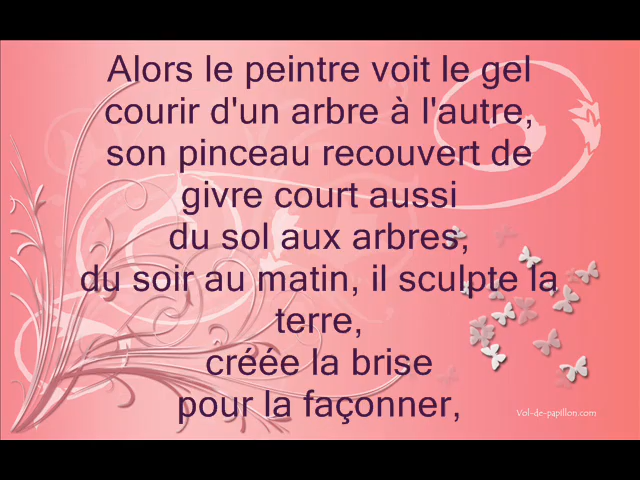 Alors le peintre voit le gel
courir d'un arbre à l'autre,
son pinceau recouvert de
givre court aussi
du sol aux arbres,
du soir au matin, il sculpte la
terre,
créée la brise
pour la façonner,
Vol-de-papillon.com